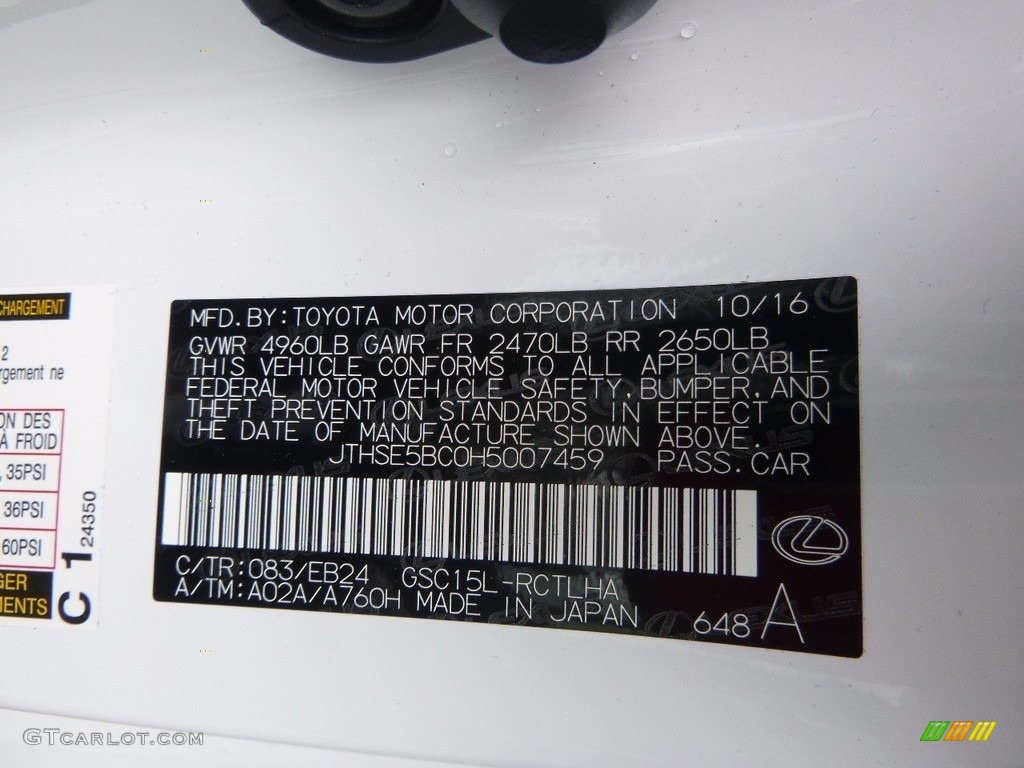 CHARGEMENT
2
rgement ne
ON DES
À FROID
, 35PSI
36PSI
60PSI
GER
MENTS
C 1 24350
MFD.BY:TOYOTA MOTOR CORPORATION 10/16
GVWR 4960LB GAWR FR 2470LB RR 2650LB
THIS VEHICLE CONFORMS TO ALL APPLICABLE
FEDERAL MOTOR VEHICLE SAFETY,BUMPER,AND
THEFT PREVENTION STANDARDS IN EFFECT ON
THE DATE OF MANUFACTURE SHOWN ABOVE.
JTHSE5BC0H5007459 PASS.CAR
C/TR:083/EB24 GSC15L-RCTLHA
A/TM:A02A/A760H MADE IN JAPAN 648 A
GTcarlot.com